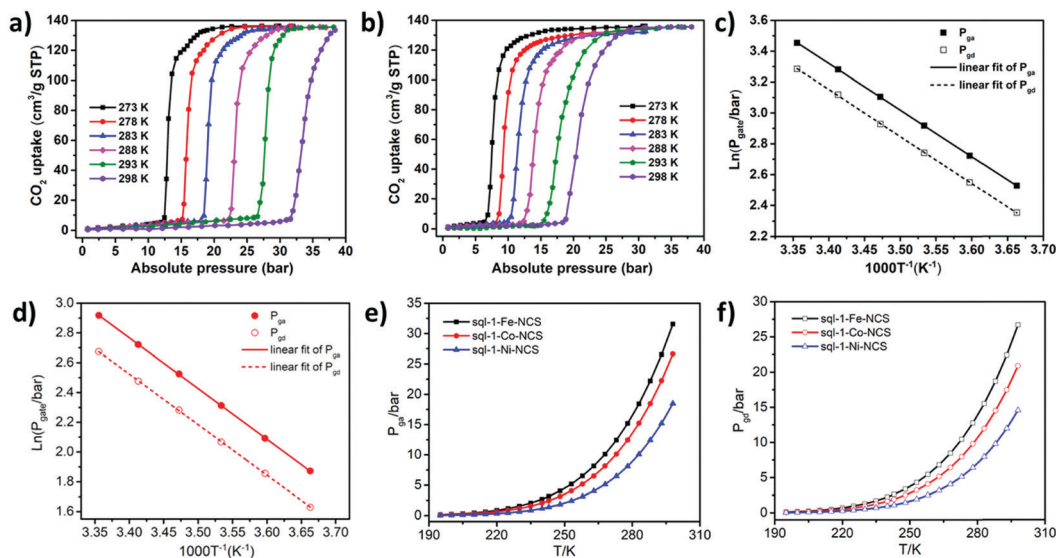 a)
CO2 uptake (cm3/g STP)
140
120
100
80
60
40
20
0
273 K
278 K
283 K
288 K
293 K
298 K
0 5 10 15 20 25 30 35 40
Absolute pressure (bar)
b)
CO2 uptake (cm3/g STP)
140
120
100
80
60
40
20
0
273 K
278 K
283 K
288 K
293 K
298 K
0 5 10 15 20 25 30 35 40
Absolute pressure (bar)
c)
Ln(Pgate/bar)
3.6
3.4
3.2
3.0
2.8
2.6
2.4
2.2
Pga
Pgd
linear fit of Pga
linear fit of Pgd
3.35 3.40 3.45 3.50 3.55 3.60 3.65
1000T-1(K-1)
d)
Ln(Pgate/bar)
3.0
2.8
2.6
2.4
2.2
2.0
1.8
1.6
Pga
Pgd
linear fit of Pga
linear fit of Pgd
3.35 3.40 3.45 3.50 3.55 3.60 3.65 3.70
1000T-1(K-1)
e)
Pga/bar
35
30
25
20
15
10
5
0
sql-1-Fe-NCS
sql-1-Co-NCS
sql-1-Ni-NCS
190 210 230 250 270 290 310
T/K
f)
Pgd/bar
30
25
20
15
10
5
0
sql-1-Fe-NCS
sql-1-Co-NCS
sql-1-Ni-NCS
190 220 250 280 310
T/K